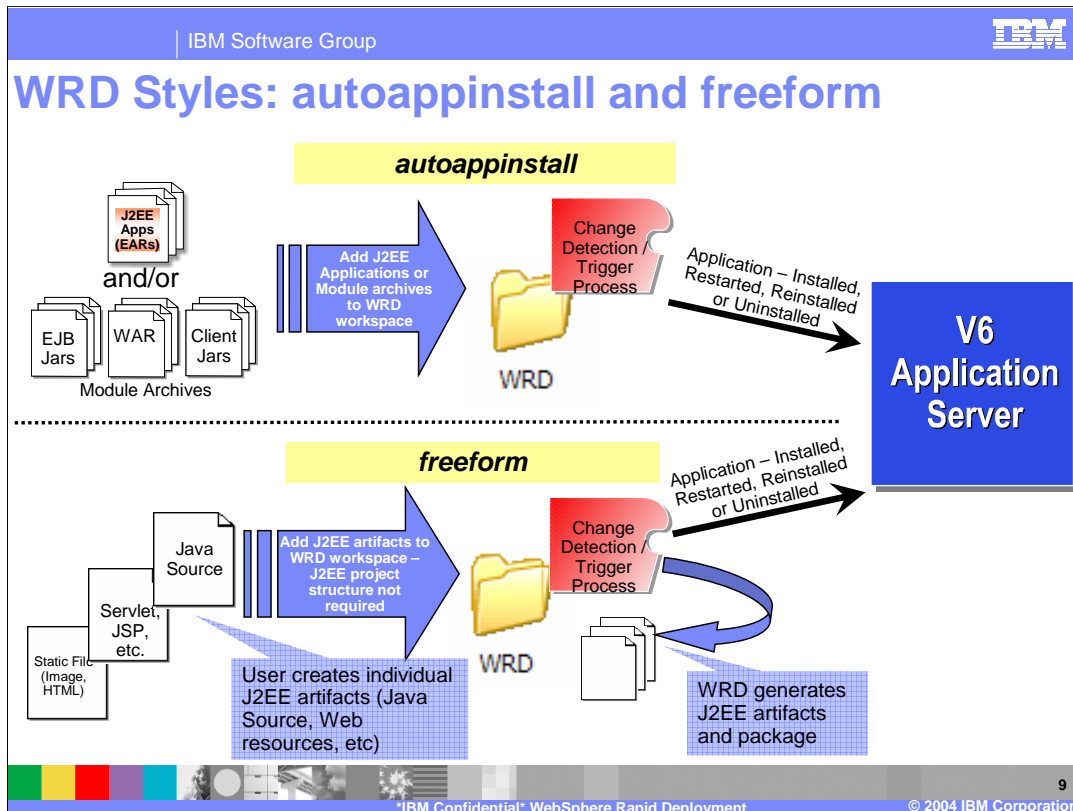 IBM Software Group
IBM
WRD Styles: autoappinstall and freeform
autoappinstall
J2EE
Apps
(EARs)
and/or
EJB
Jars
WAR
Client
Jars
Module Archives
Add J2EE
Applications or
Module archives
to WRD
workspace
WRD
Change
Detection /
Trigger
Process
Application – Installed,
Restarted, Reinstalled
or Uninstalled
V6
Application
Server
freeform
Java
Source
Servlet,
JSP,
etc.
Static File
(Image,
HTML)
Add J2EE artifacts to
WRD workspace –
J2EE project
structure not
required
WRD
Change
Detection /
Trigger
Process
Application – Installed,
Restarted, Reinstalled
or Uninstalled
User creates individual
J2EE artifacts (Java
Source, Web
resources, etc)
WRD generates
J2EE artifacts
and package
9
*IBM Confidential* WebSphere Rapid Deployment
© 2004 IBM Corporation